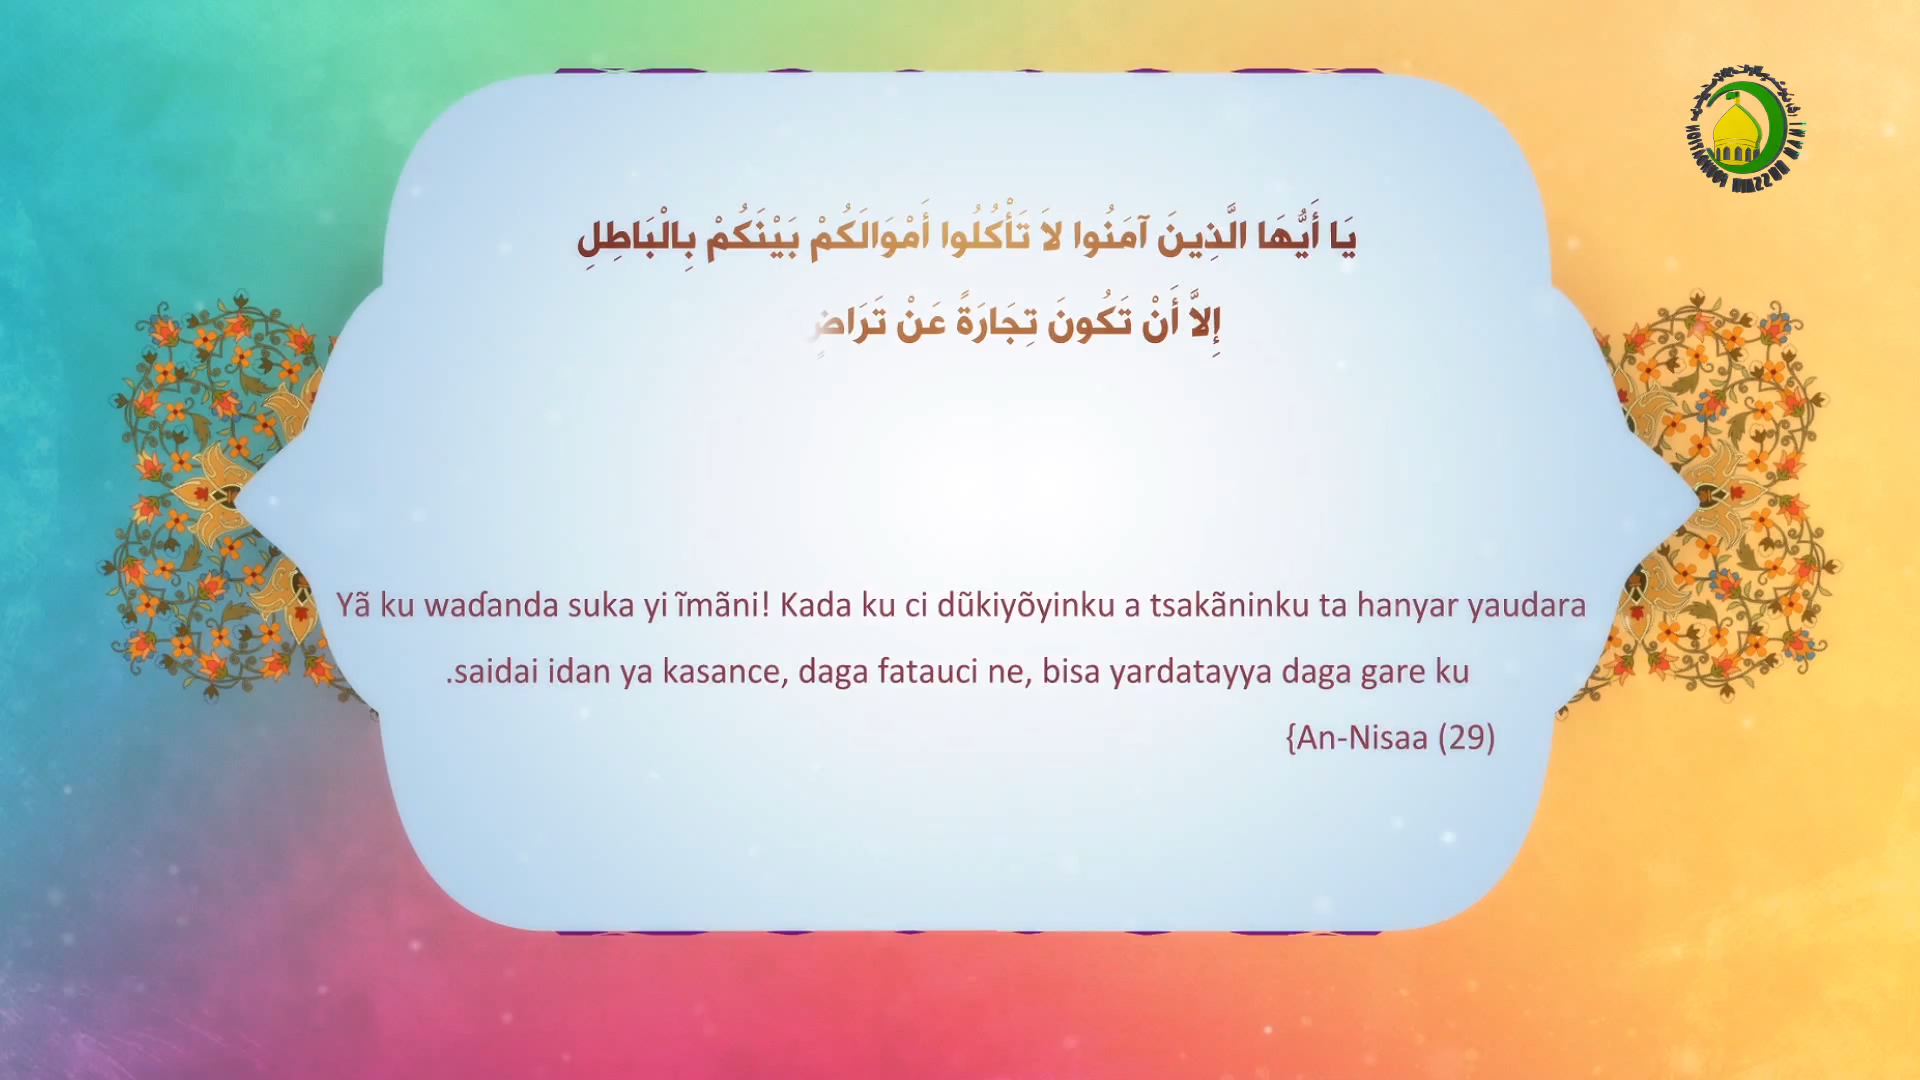 يَا أَيُّهَا الَّذِينَ آمَنُوا لاَ تَأْكُلُوا أَمْوَالَكُمْ بَيْنَكُمْ بِالْبَاطِلِ
إِلاَّ أَنْ تَكُونَ تِجَارَةً عَنْ تَرَاضٍ
Yã ku waɗanda suka yi ĩmãni! Kada ku ci dũkiyõyinku a tsakãninku ta hanyar yaudara
.saidai idan ya kasance, daga fatauci ne, bisa yardatayya daga gare ku
{An-Nisaa (29)